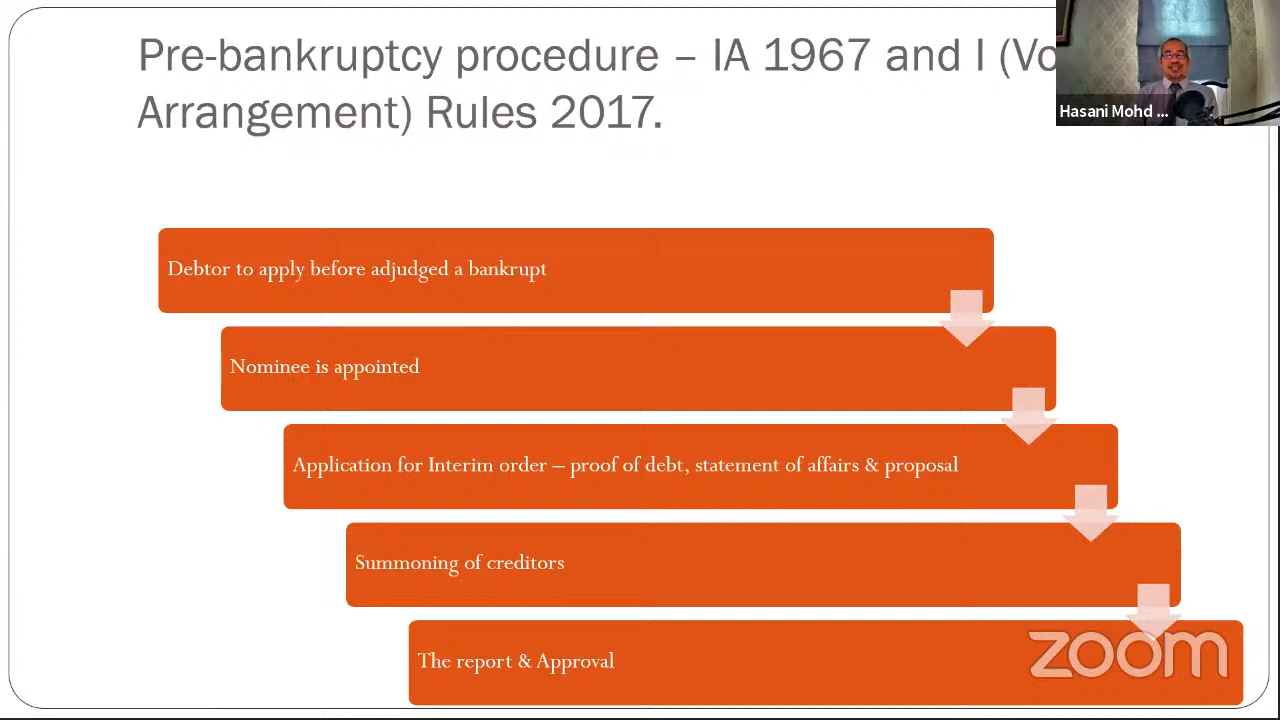 Pre-bankruptcy procedure – IA 1967 and I (Vo
Arrangement) Rules 2017.
Hasani Mohd ...
Debtor to apply before adjudged a bankrupt
Nominee is appointed
Application for Interim order – proof of debt, statement of affairs & proposal
Summoning of creditors
The report & Approval
zoom